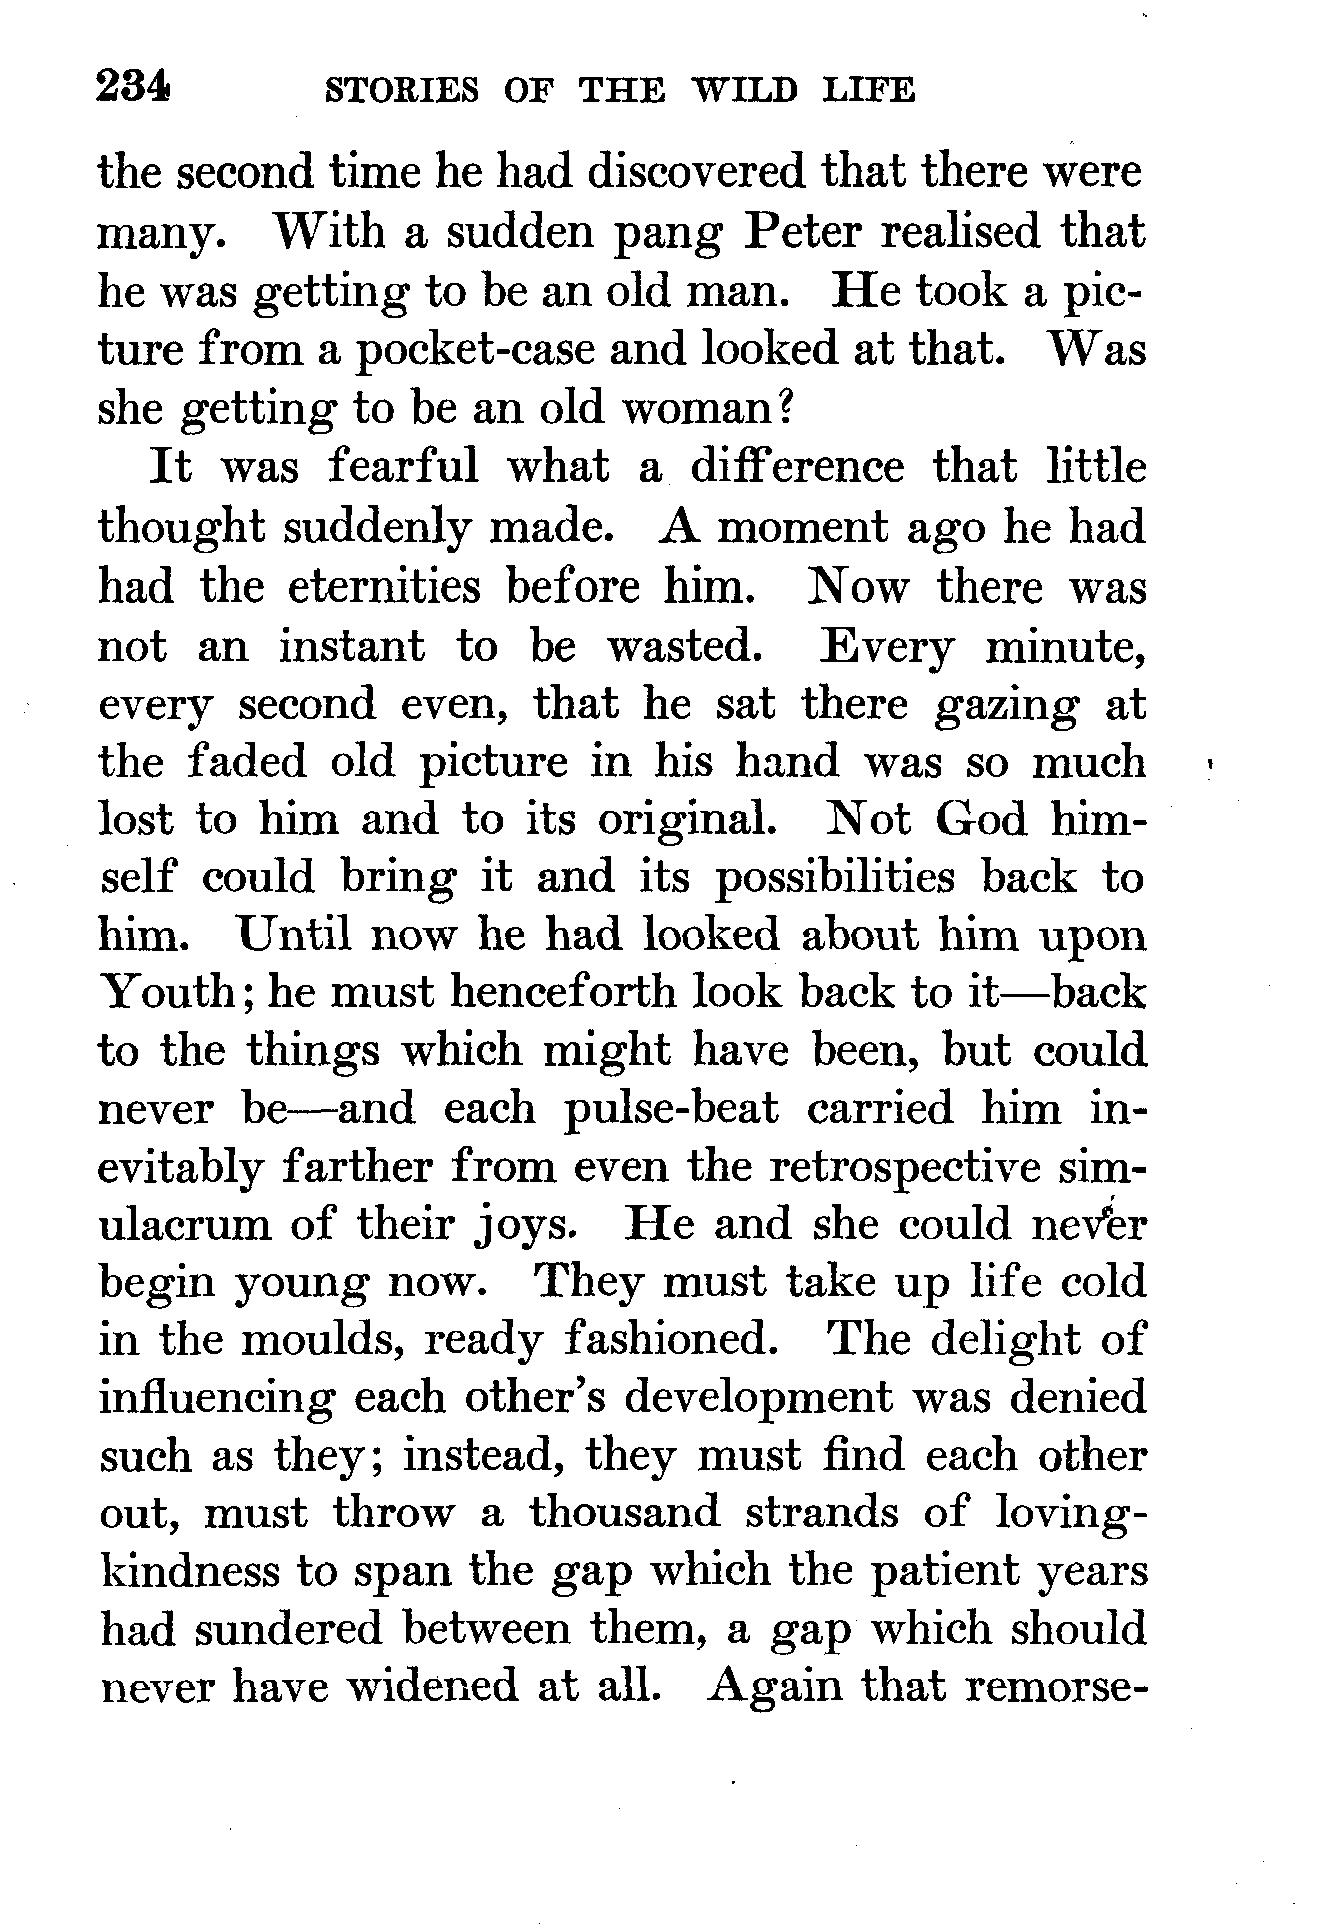 234 STORIES OF THE WILD LIFE
the second time he had discovered that there were
many. With a sudden pang Peter realised that
he was getting to be an old man. He took a pic-
ture from a pocket-case and looked at that. Was
she getting to be an old woman?
It was fearful what a difference that little
thought suddenly made. A moment ago he had
had the eternities before him. Now there was
not an instant to be wasted. Every minute,
every second even, that he sat there gazing at
the faded old picture in his hand was so much
lost to him and to its original. Not God him-
self could bring it and its possibilities back to
him. Until now he had looked about him upon
Youth; he must henceforth look back to it—back
to the things which might have been, but could
never be—and each pulse-beat carried him in-
evitably farther from even the retrospective sim-
ulacrum of their joys. He and she could never
begin young now. They must take up life cold
in the moulds, ready fashioned. The delight of
influencing each other's development was denied
such as they; instead, they must find each other
out, must throw a thousand strands of loving-
kindness to span the gap which the patient years
had sundered between them, a gap which should
never have widened at all. Again that remorse-